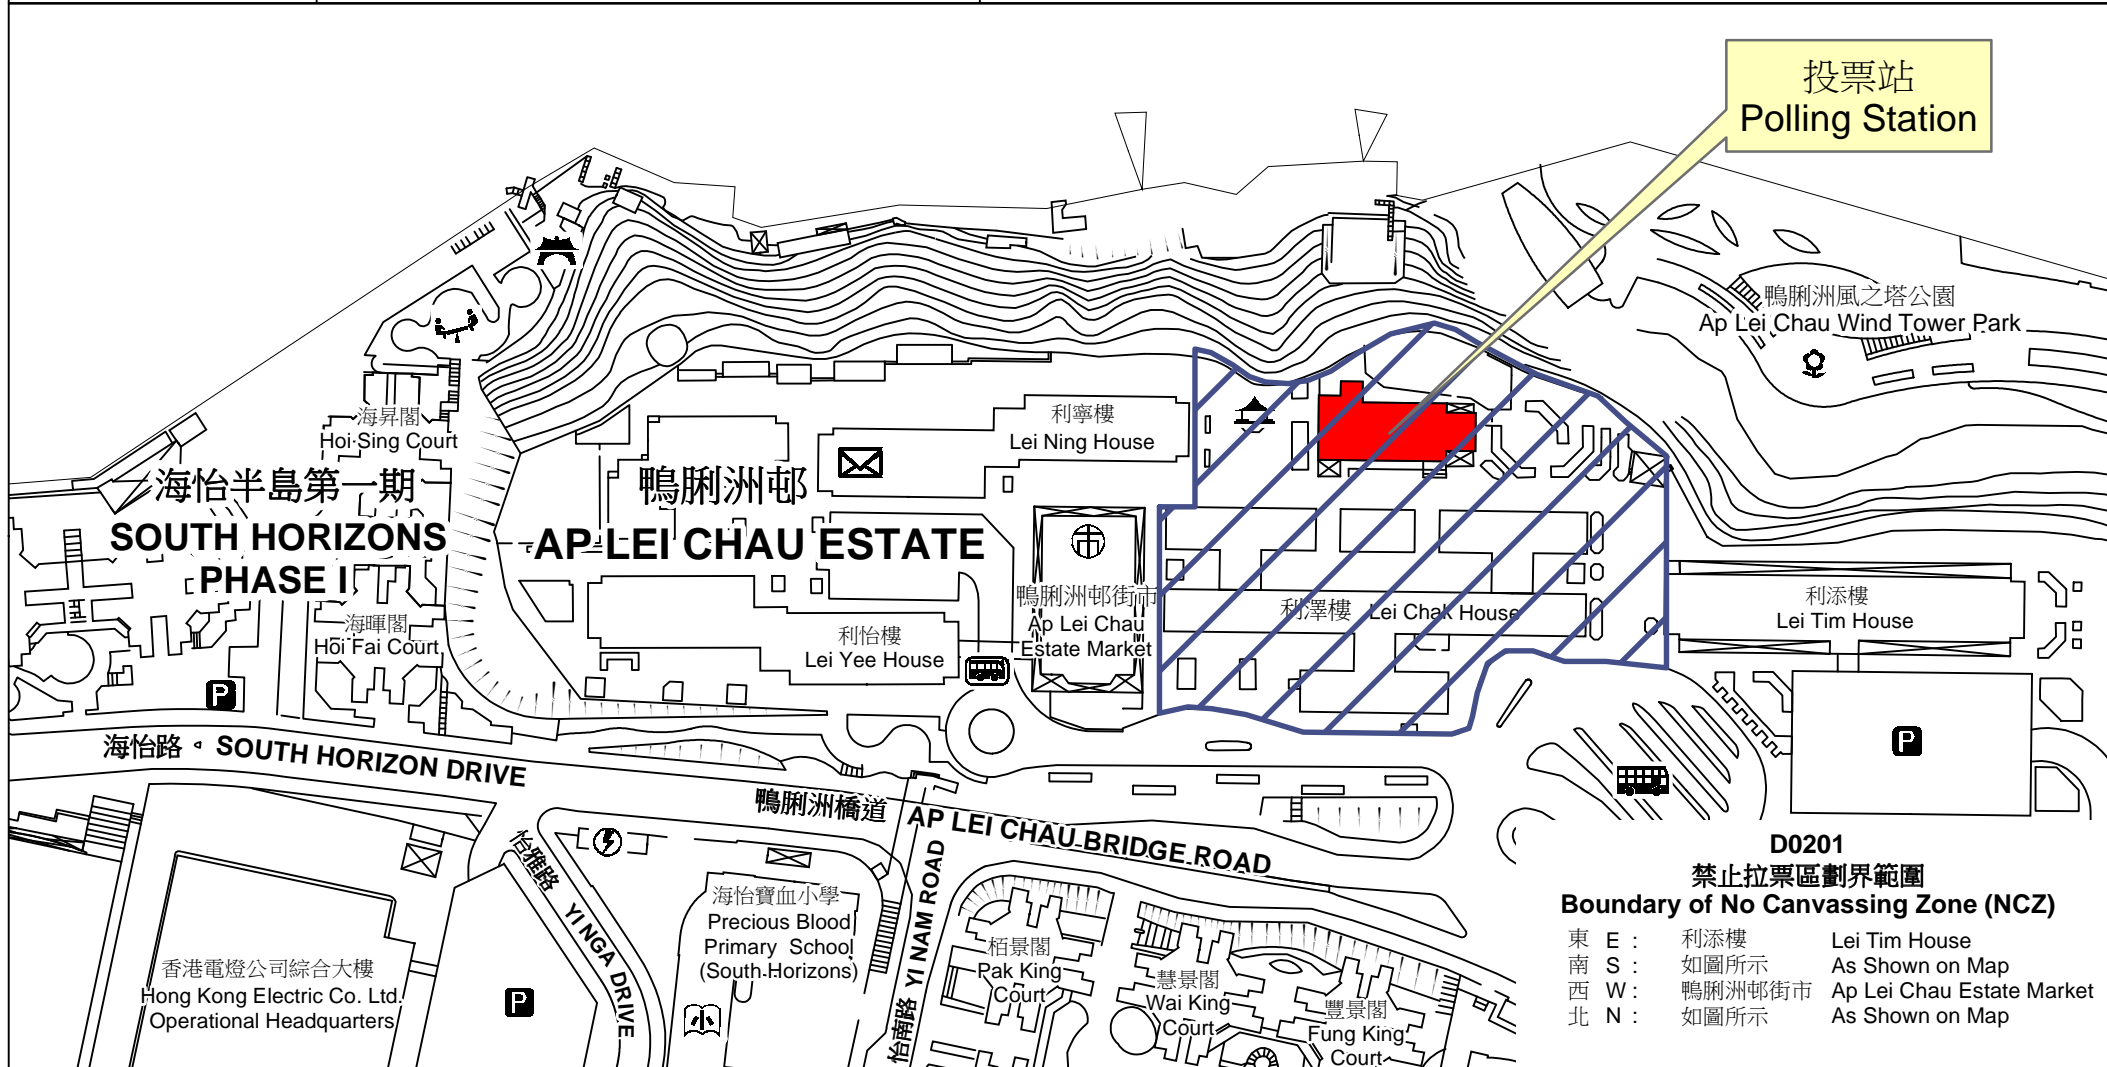 投票站
Polling Station
鴨脷洲風之塔公園
Ap Lei Chau Wind Tower Park
海昇閣
Hoi Sing Court
海怡半島第一期
SOUTH HORIZONS
PHASE I
利寧樓
Lei Ning House
鴨脷洲邨
AP LEI CHAU ESTATE
海暉閣
Hoi Fai Court
利怡樓
Lei Yee House
鴨脷洲邨街市
Ap Lei Chau
Estate Market
市
利澤樓 Lei Chak House
利添樓
Lei Tim House
P
P
海怡路 SOUTH HORIZON DRIVE
鴨脷洲橋道 AP LEI CHAU BRIDGE ROAD
怡雅路 YI NGA DRIVE
怡南路 YI NAM ROAD
海怡寶血小學
Precious Blood
Primary School
(South Horizons)
小
香港電燈公司綜合大樓
Hong Kong Electric Co. Ltd.
Operational Headquarters
P
栢景閣
Pak King
Court
慧景閣
Wai King
Court
豐景閣
Fung King
Court
D0201
禁止拉票區劃界範圍
Boundary of No Canvassing Zone (NCZ)
東 E : 利添樓 Lei Tim House
南 S : 如圖所示 As Shown on Map
西 W : 鴨脷洲邨街市 Ap Lei Chau Estate Market
北 N : 如圖所示 As Shown on Map